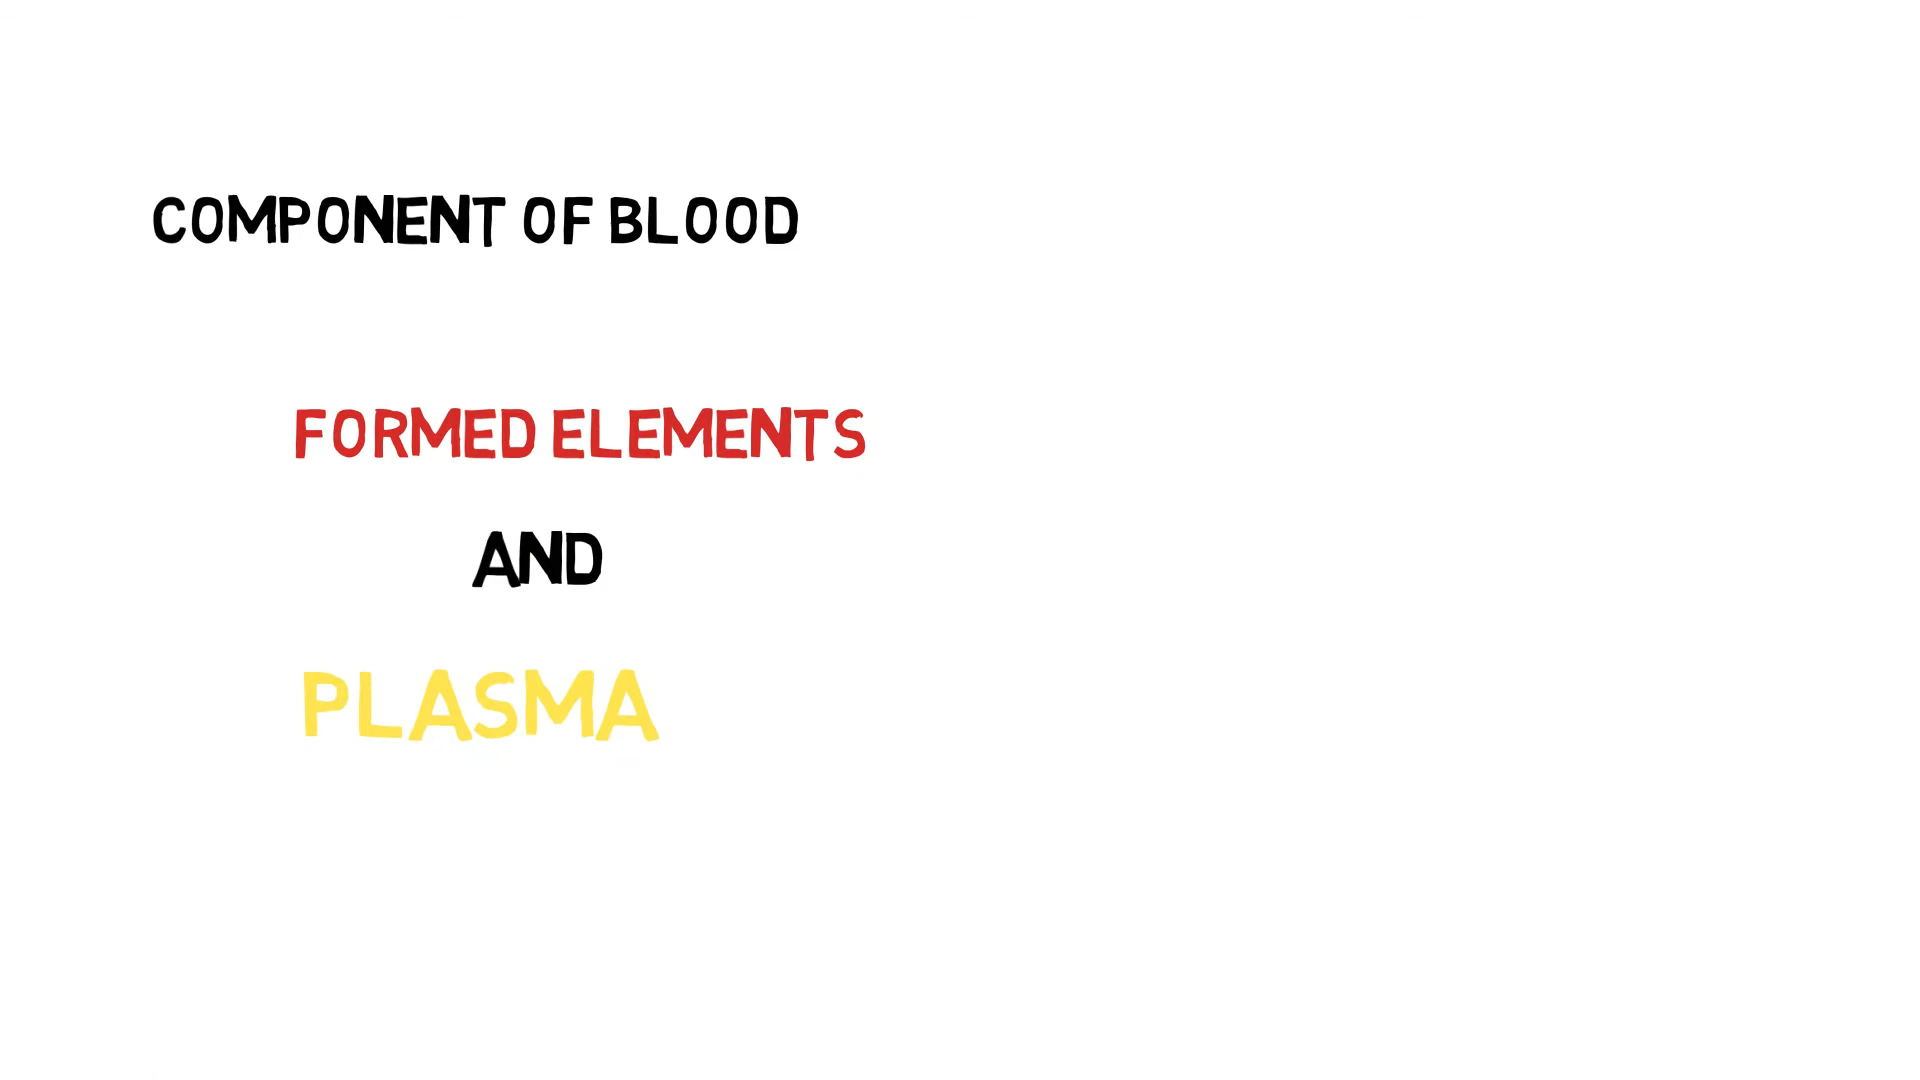 COMPONENT OF BLOOD
FORMED ELEMENTS
AND
PLASMA